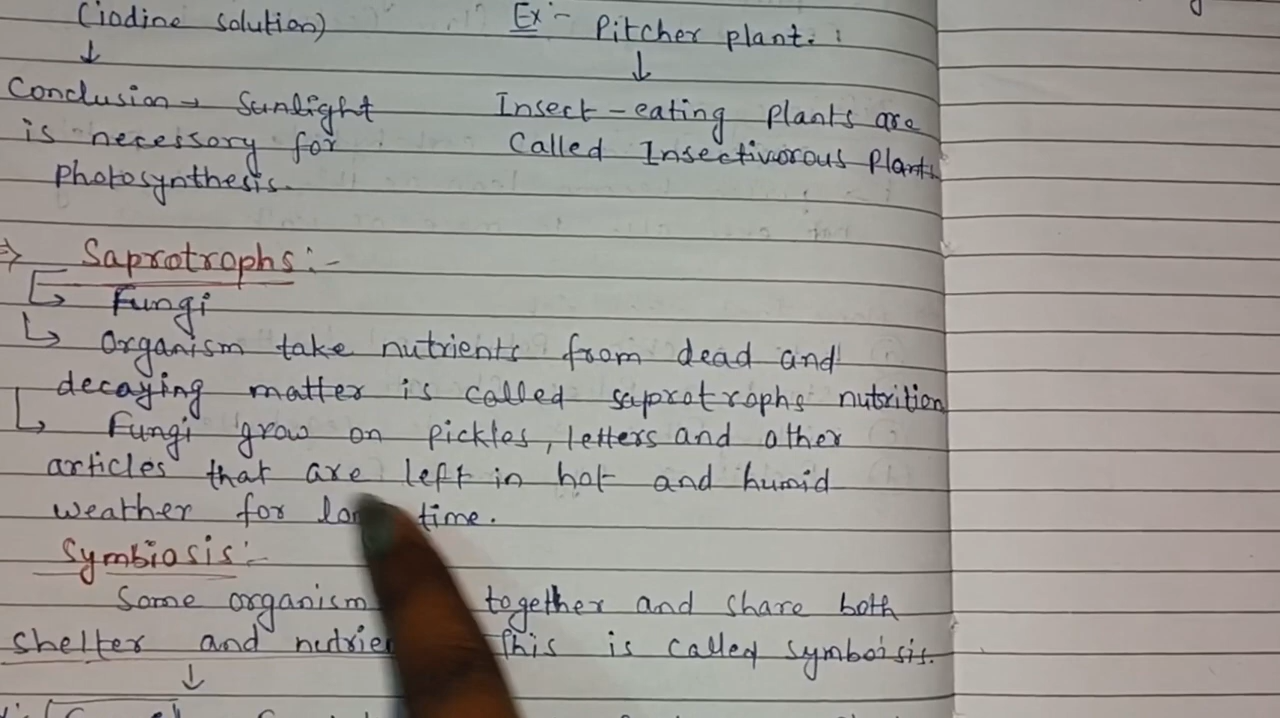 (iodine solution)
↓
Conclusion → Sunlight
is necessory for
Photosynthesis.
Ex:- Pitcher plant.:
↓
Insect-eating Plants are
Called Insectivorous Plants
⇒ Saprotrophs:-
↳ Fungi
↳ Organism take nutrients from dead and
decaying matter is called saprotrophs nutrition
↳ Fungi grow on pickles, letters and other
articles that are left in hot and humid
weather for time.
Symbiosis:-
Some organism together and share both
shelter and This is called symboisis.
↓